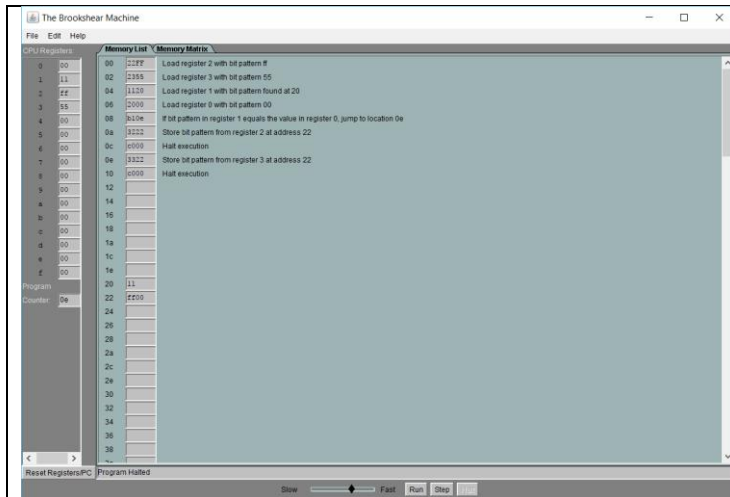 The Brookshear Machine
File Edit Help
CPU Registers
Memory List Memory Matrix
0 00
1 11
2 ff
3 55
4 00
5 00
6 00
7 00
8 00
9 00
a 00
b 00
c 00
d 00
e 00
f 00
Program
Counter: 0e
00 22FF Load register 2 with bit pattern ff
02 2355 Load register 3 with bit pattern 55
04 1120 Load register 1 with bit pattern found at 20
06 2000 Load register 0 with bit pattern 00
08 b10e If bit pattern in register 1 equals the value in register 0, jump to location 0e
0a 3222 Store bit pattern from register 2 at address 22
0c c000 Halt execution
0e 3322 Store bit pattern from register 3 at address 22
10 c000 Halt execution
12
14
16
18
1a
1c
1e
20 11
22 ff00
24
26
28
2a
2c
2e
30
32
34
36
38
Reset Registers/PC Program Halted
Slow Fast Run Step